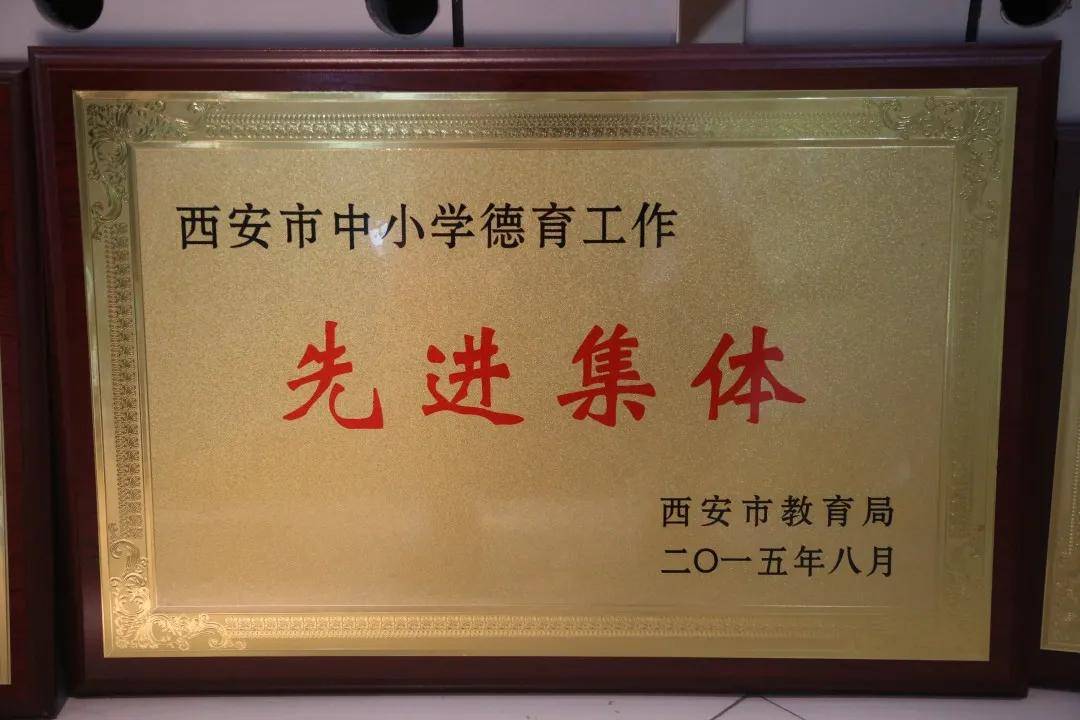 西安市中小学德育工作
先进集体
西安市教育局
二〇一五年八月